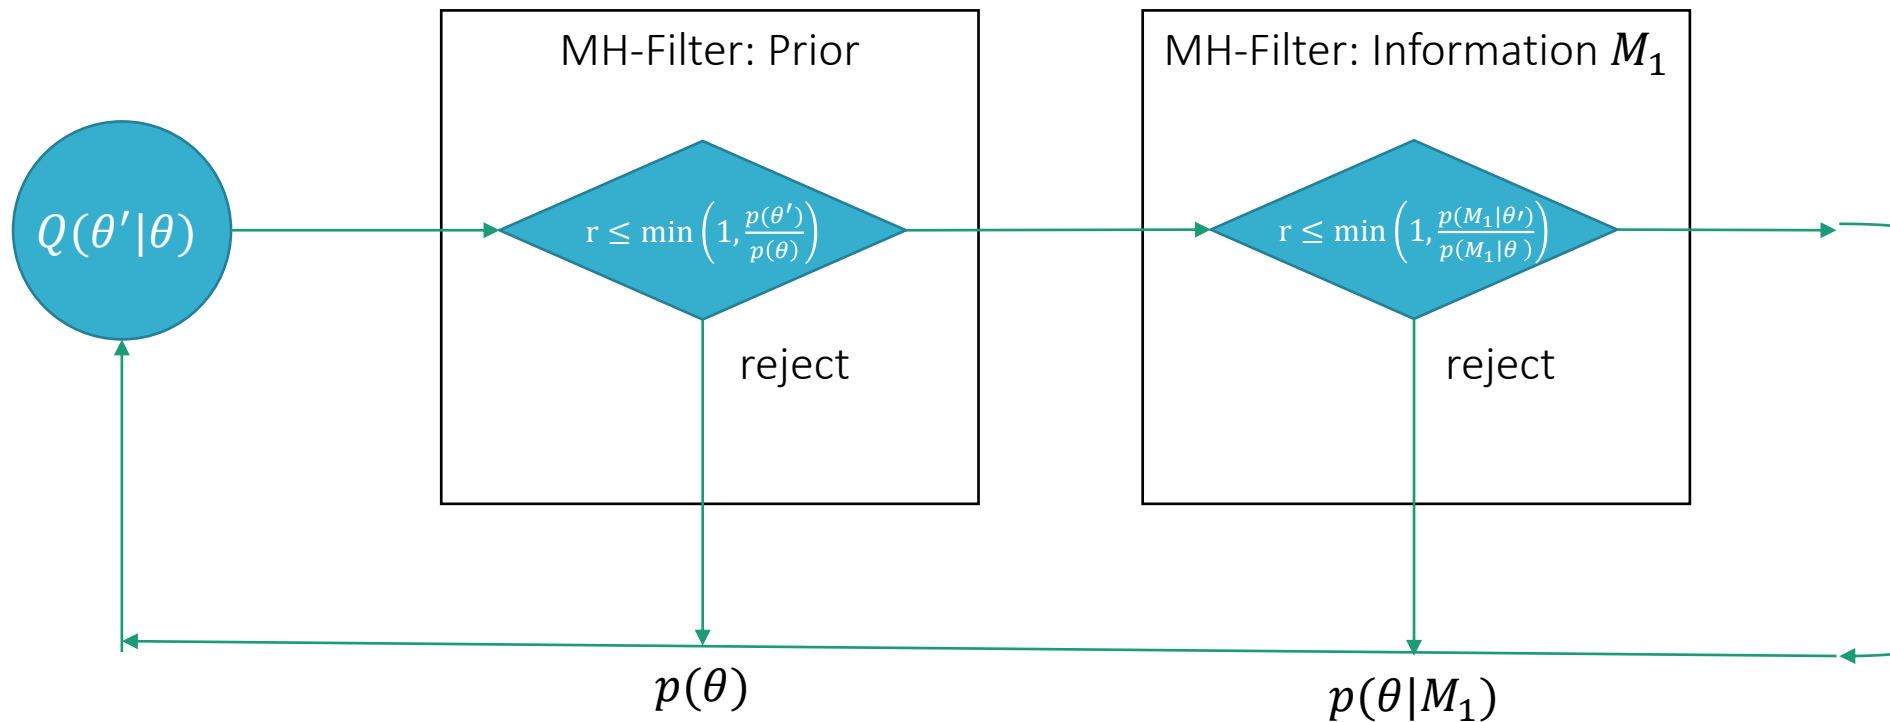 MH-Filter: Prior
MH-Filter: Information M₁
Q(θ′|θ)
r ≤ min(1, p(θ′)/p(θ))
r ≤ min(1, p(M₁|θ′)/p(M₁|θ))
reject
reject
p(θ)
p(θ|M₁)